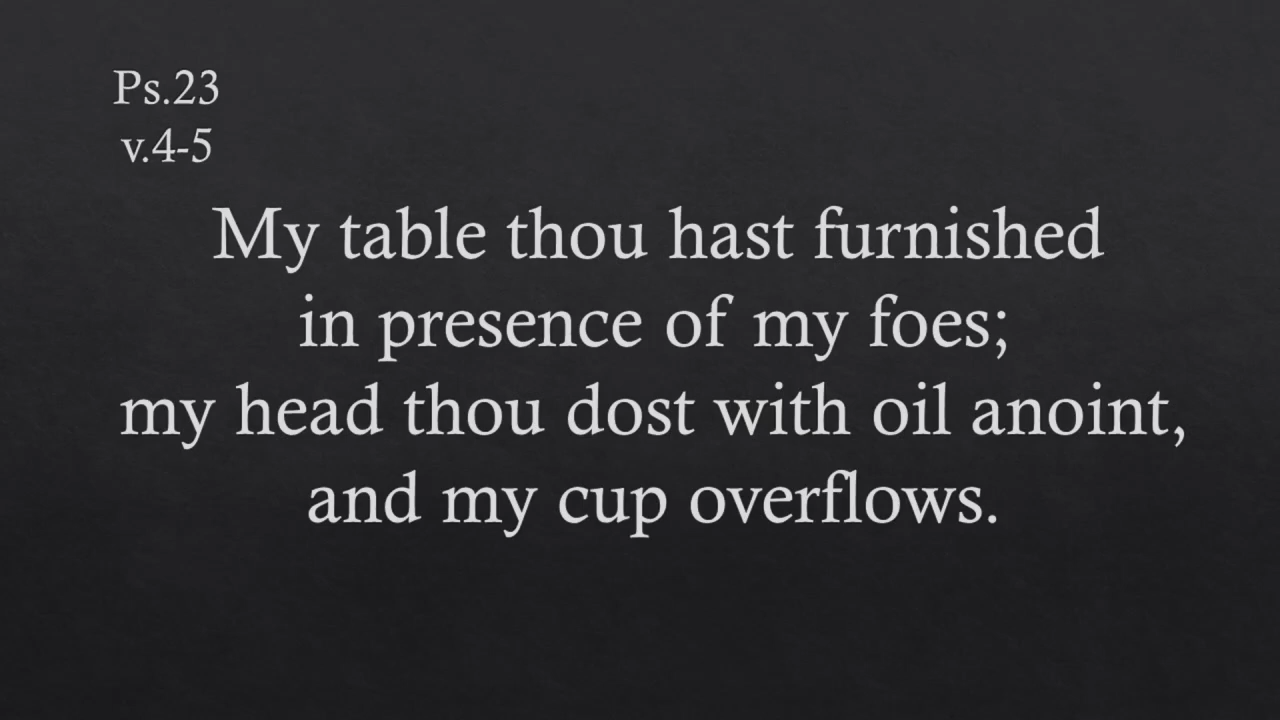 Ps.23
v.4-5
My table thou hast furnished
in presence of my foes;
my head thou dost with oil anoint,
and my cup overflows.